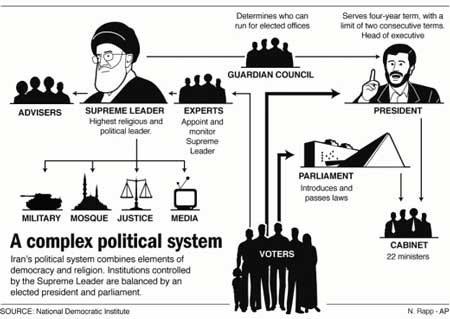 Determines who can
run for elected offices
Serves four-year term, with a
limit of two consecutive terms.
Head of executive
GUARDIAN COUNCIL
ADVISERS
SUPREME LEADER
Highest religious and
political leader.
EXPERTS
Appoint and
monitor
Supreme
Leader
PRESIDENT
PARLIAMENT
Introduces and
passes laws
MILITARY
MOSQUE
JUSTICE
MEDIA
A complex political system
Iran's political system combines elements of
democracy and religion. Institutions controlled
by the Supreme Leader are balanced by an
elected president and parliament.
VOTERS
CABINET
22 ministers
SOURCE: National Democratic Institute
N. Rapp • AP